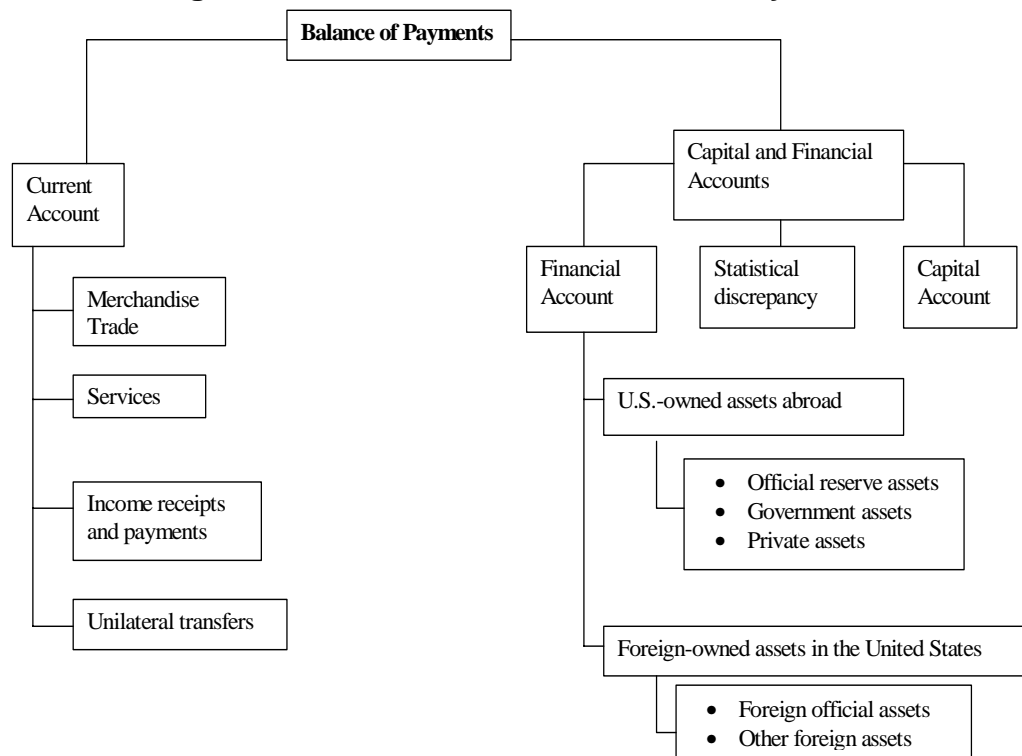 Balance of Payments
Current
Account
Merchandise
Trade
Services
Income receipts
and payments
Unilateral transfers
Capital and Financial
Accounts
Financial
Account
Statistical
discrepancy
Capital
Account
U.S.-owned assets abroad
• Official reserve assets
• Government assets
• Private assets
Foreign-owned assets in the United States
• Foreign official assets
• Other foreign assets